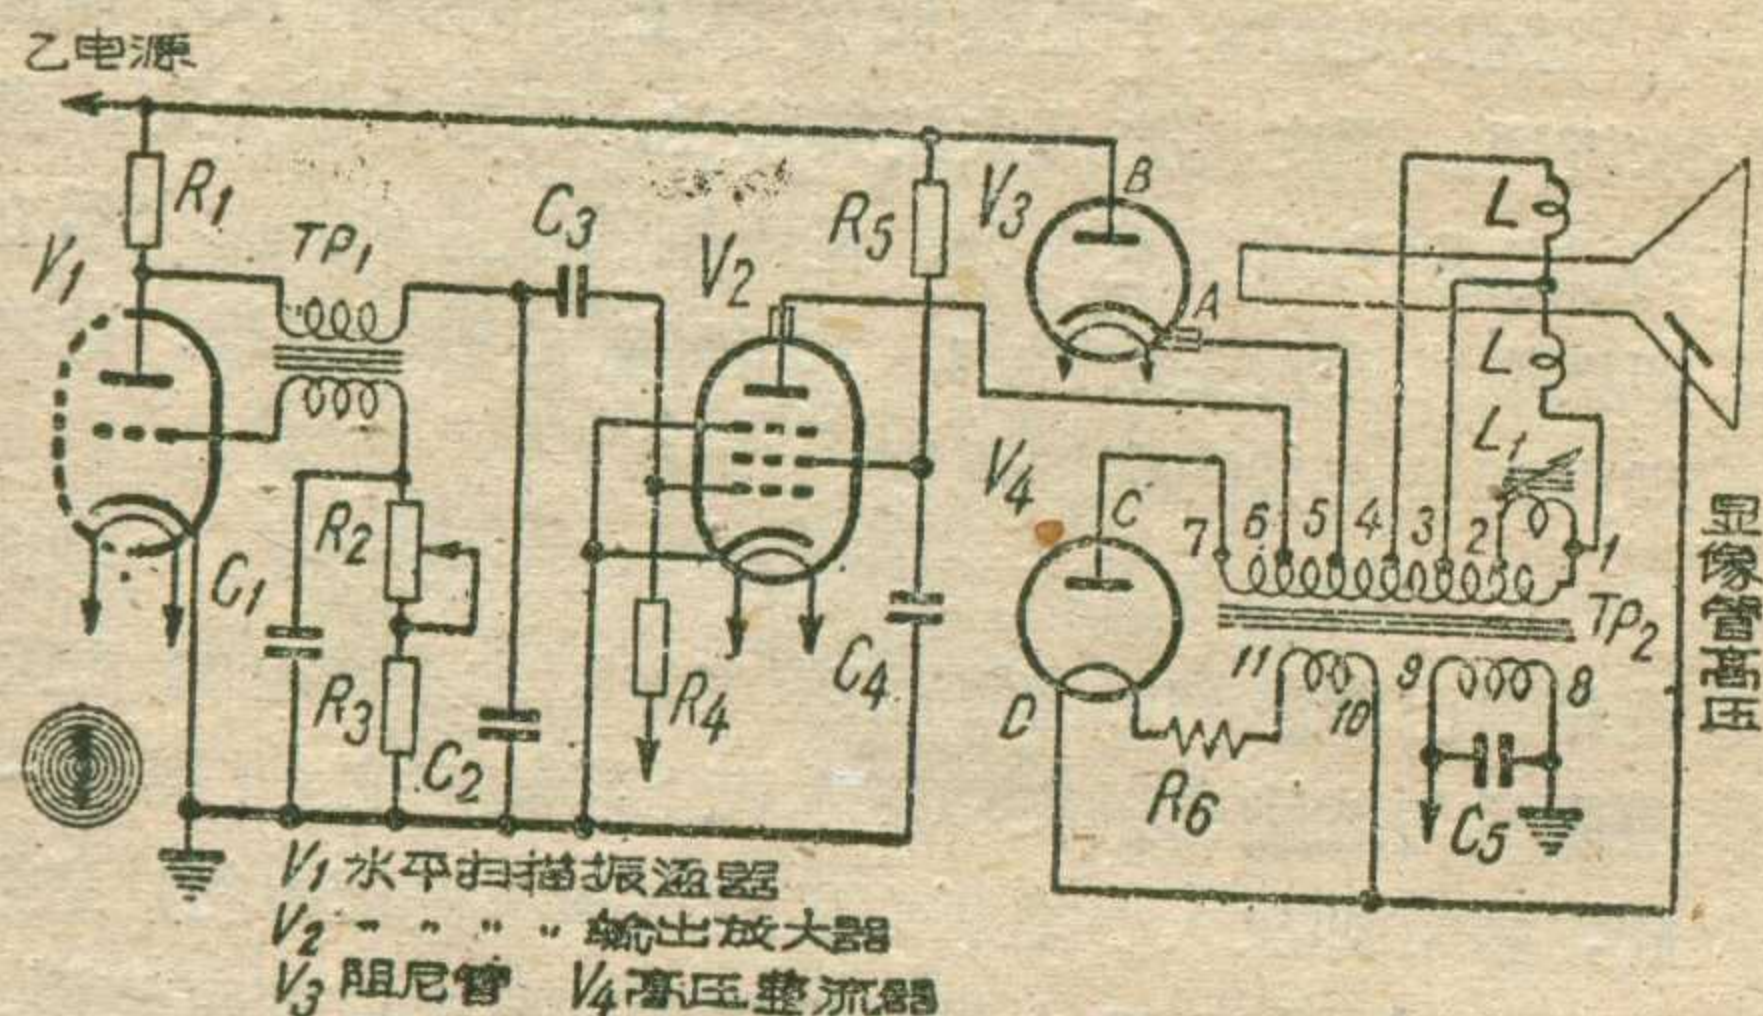 乙电源
B
R1
TP1
C3
R5
V3
L
V1
V2
A
L
L1
V4
C
7 6 5 4 3 2 1
R2
C1
TP2
显像管高压
C4
11 9 8
R3
R4
D
10
C2
R6
C5
V1 水平扫描振荡器
V2 〃 〃 〃 〃 输出放大器
V3 阻尼管 V4 高压整流器